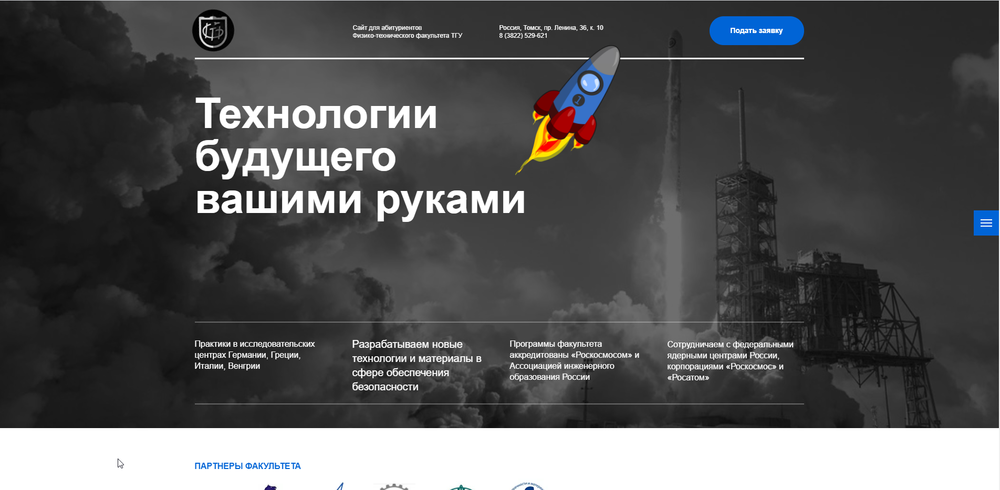 Сайт для абитуриентов
Физико-технического факультета ТГУ
Россия, Томск, пр. Ленина, 36, к. 10
8 (3822) 529-621
Подать заявку
Технологии
будущего
вашими руками
1
Практики в исследовательских
центрах Германии, Греции,
Италии, Венгрии
Разрабатываем новые
технологии и материалы в
сфере обеспечения
безопасности
Программы факультета
аккредитованы «Роскосмосом» и
Ассоциацией инженерного
образования России
Сотрудничаем с федеральными
ядерными центрами России,
корпорациями «Роскосмос» и
«Росатом»
ПАРТНЕРЫ ФАКУЛЬТЕТА